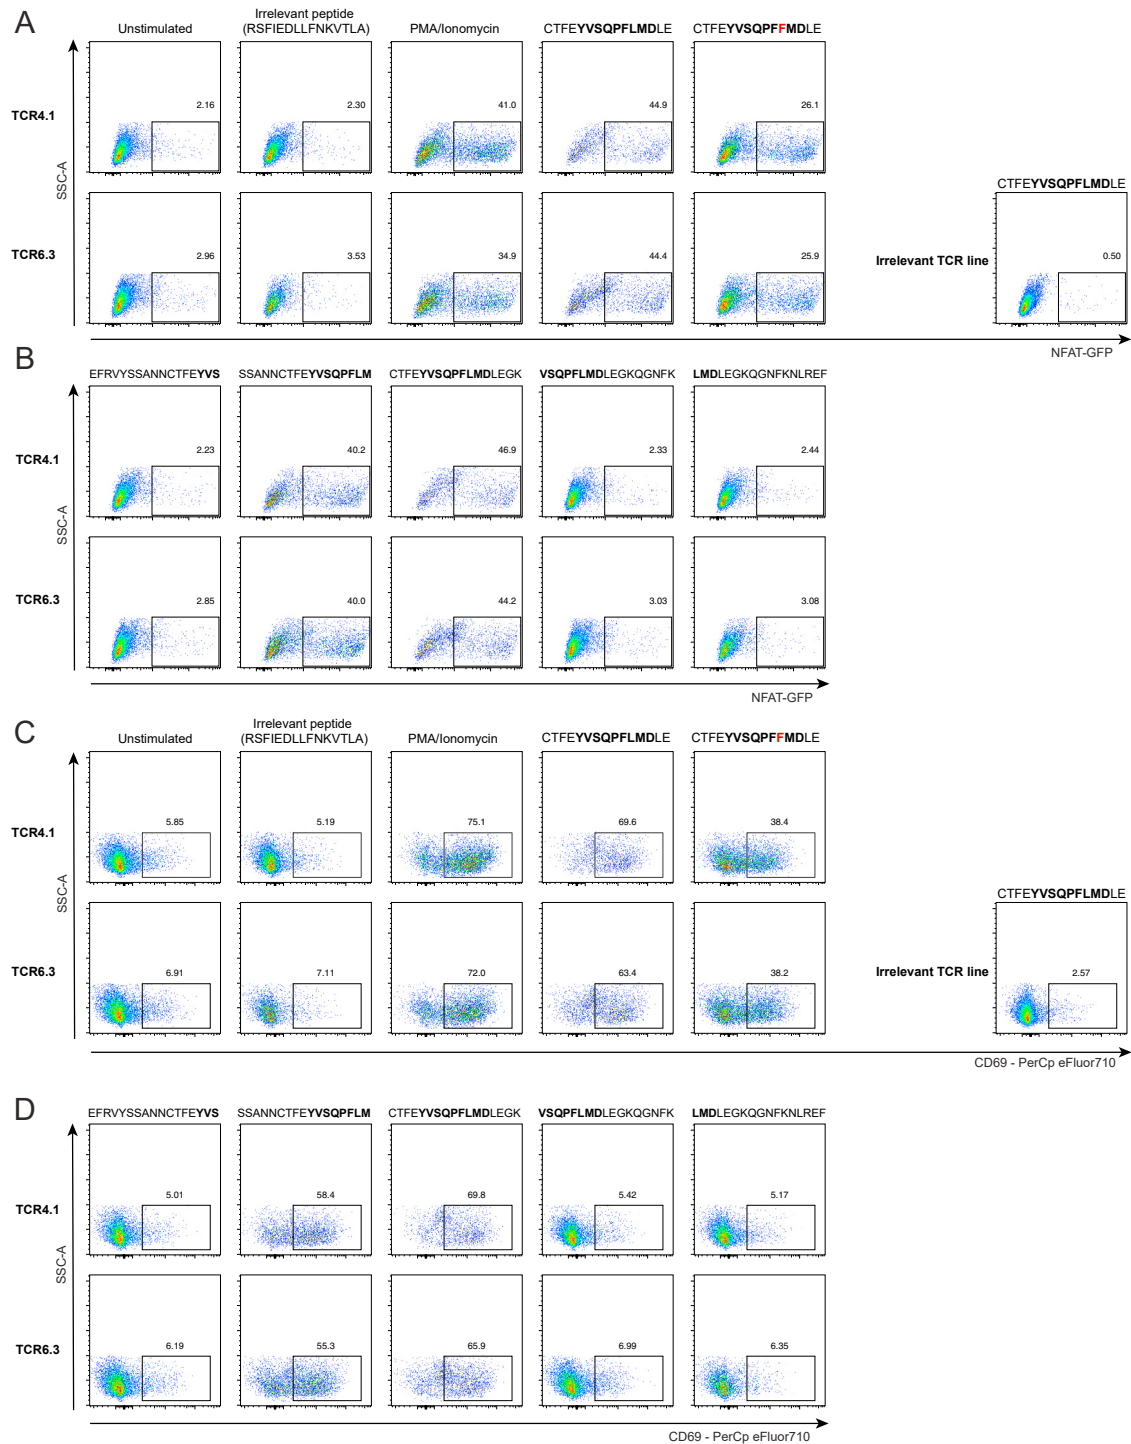 A
Unstimulated
Irrelevant peptide
(RSFIEDLLFNKVTLA)
PMA/Ionomycin
CTFEYVSQPFLMDLE
CTFEYVSQPFFMDLE
TCR4.1
2.16
2.30
41.0
44.9
26.1
SSC-A
CTFEYVSQPFLMDLE
TCR6.3
2.96
3.53
34.9
44.4
25.9
Irrelevant TCR line
0.50
NFAT-GFP
B
EFRVYSSANNCTFEYVS
SSANNCTFEYVSQPFLM
CTFEYVSQPFLMDLEGK
VSQPFLMDLEGKQGNFK
LMDLEGKQGNFKNLREF
TCR4.1
2.23
40.2
46.9
2.33
2.44
SSC-A
TCR6.3
2.85
40.0
44.2
3.03
3.08
NFAT-GFP
C
Unstimulated
Irrelevant peptide
(RSFIEDLLFNKVTLA)
PMA/Ionomycin
CTFEYVSQPFLMDLE
CTFEYVSQPFFMDLE
TCR4.1
5.85
5.19
75.1
69.6
38.4
SSC-A
CTFEYVSQPFLMDLE
TCR6.3
6.91
7.11
72.0
63.4
38.2
Irrelevant TCR line
2.57
CD69 - PerCp eFluor710
D
EFRVYSSANNCTFEYVS
SSANNCTFEYVSQPFLM
CTFEYVSQPFLMDLEGK
VSQPFLMDLEGKQGNFK
LMDLEGKQGNFKNLREF
TCR4.1
5.01
58.4
69.8
5.42
5.17
SSC-A
TCR6.3
6.19
55.3
65.9
6.99
6.35
CD69 - PerCp eFluor710